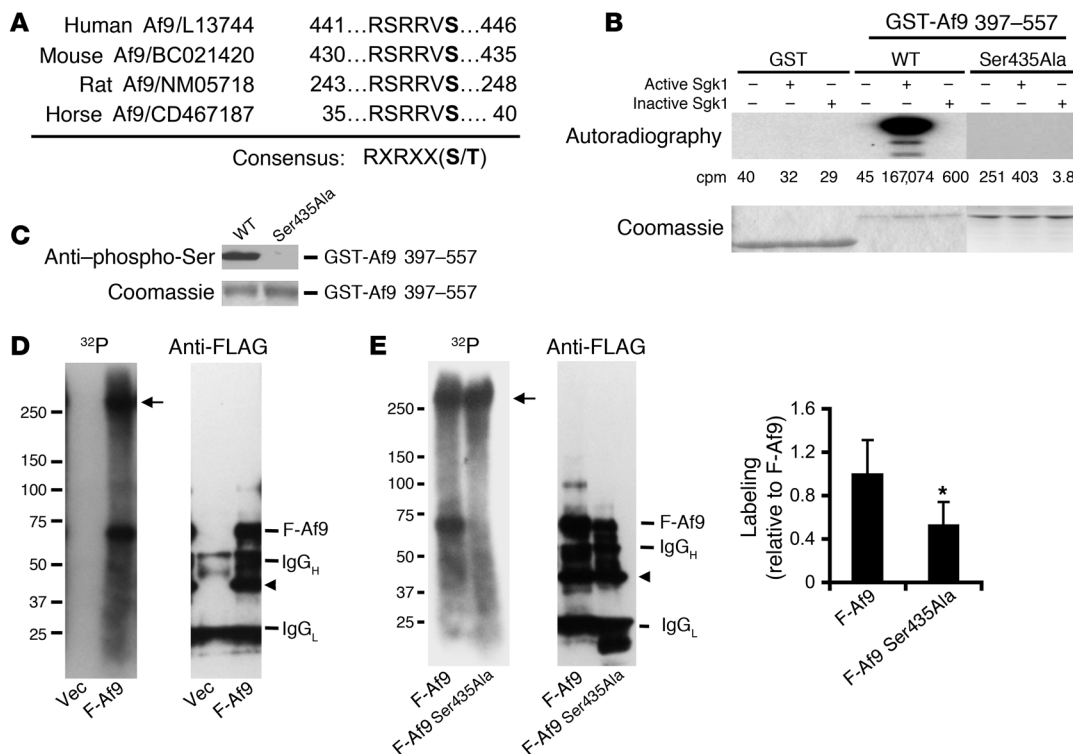 A
Human Af9/L13744 441...RSRRVS...446
Mouse Af9/BC021420 430...RSRRVS...435
Rat Af9/NM05718 243...RSRRVS...248
Horse Af9/CD467187 35...RSRRVS.... 40
Consensus: RXRXX(S/T)
B
GST-Af9 397–557
GST WT Ser435Ala
Active Sgk1 – + – – + – – + –
Inactive Sgk1 – – + – – + – – +
Autoradiography
cpm 40 32 29 45 167,074 600 251 403 3.8
Coomassie
C
WT Ser435Ala
Anti–phospho-Ser – GST-Af9 397–557
Coomassie – GST-Af9 397–557
D
32P Anti-FLAG
250
150
100
75
50
37
25
F-Af9
IgGH
IgGL
Vec F-Af9 Vec F-Af9
E
32P Anti-FLAG
250
150
100
75
50
37
25
F-Af9
IgGH
IgGL
F-Af9 F-Af9 Ser435Ala F-Af9 F-Af9 Ser435Ala
Labeling
(relative to F-Af9)
1.6
1.2
0.8
0.4
0
*
F-Af9 F-Af9 Ser435Ala